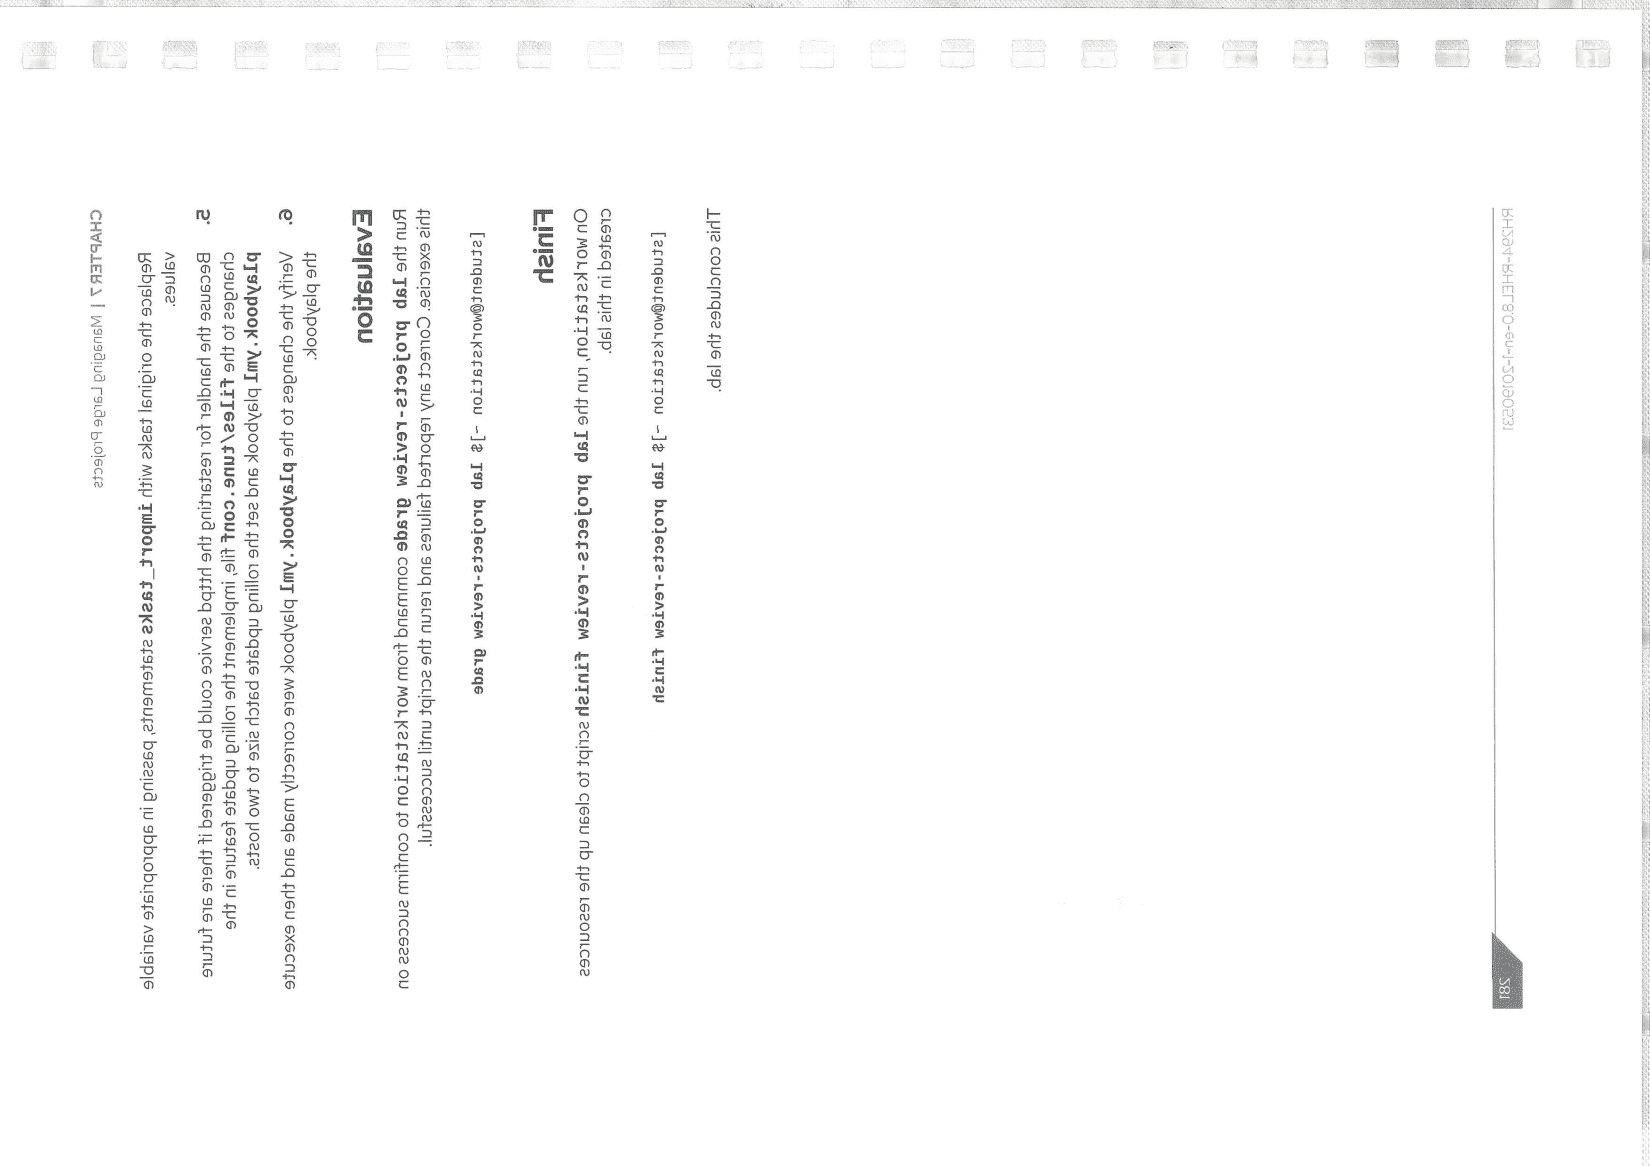 CHAPTER 7 | Managing Large projects
Replace the original tasks with import_tasks statements, passing in appropriate variable
values.
5. Because the handler for restarting the httpd services could be triggered if there are future
changes to the files/tune.conf file, implement the rolling update feature in the
playbook.yml playbook and set the rolling update batch size to two hosts.
6. Verify the changes to the playbook.yml playbook were correctly made and then execute
the playbook.
Evaluation
Run the lab projects-review grade command from workstation to confirm success on
this exercise. Correct any reported failures and rerun the script until successful.
[student@workstation ~]$ lab projects-review grade
Finish
On workstation, run the lab projects-review finish script to clean up the resources
created in this lab.
[student@workstation ~]$ lab projects-review finish
This concludes the lab.
RH294-RHEL8.0-en-1-20190531
281